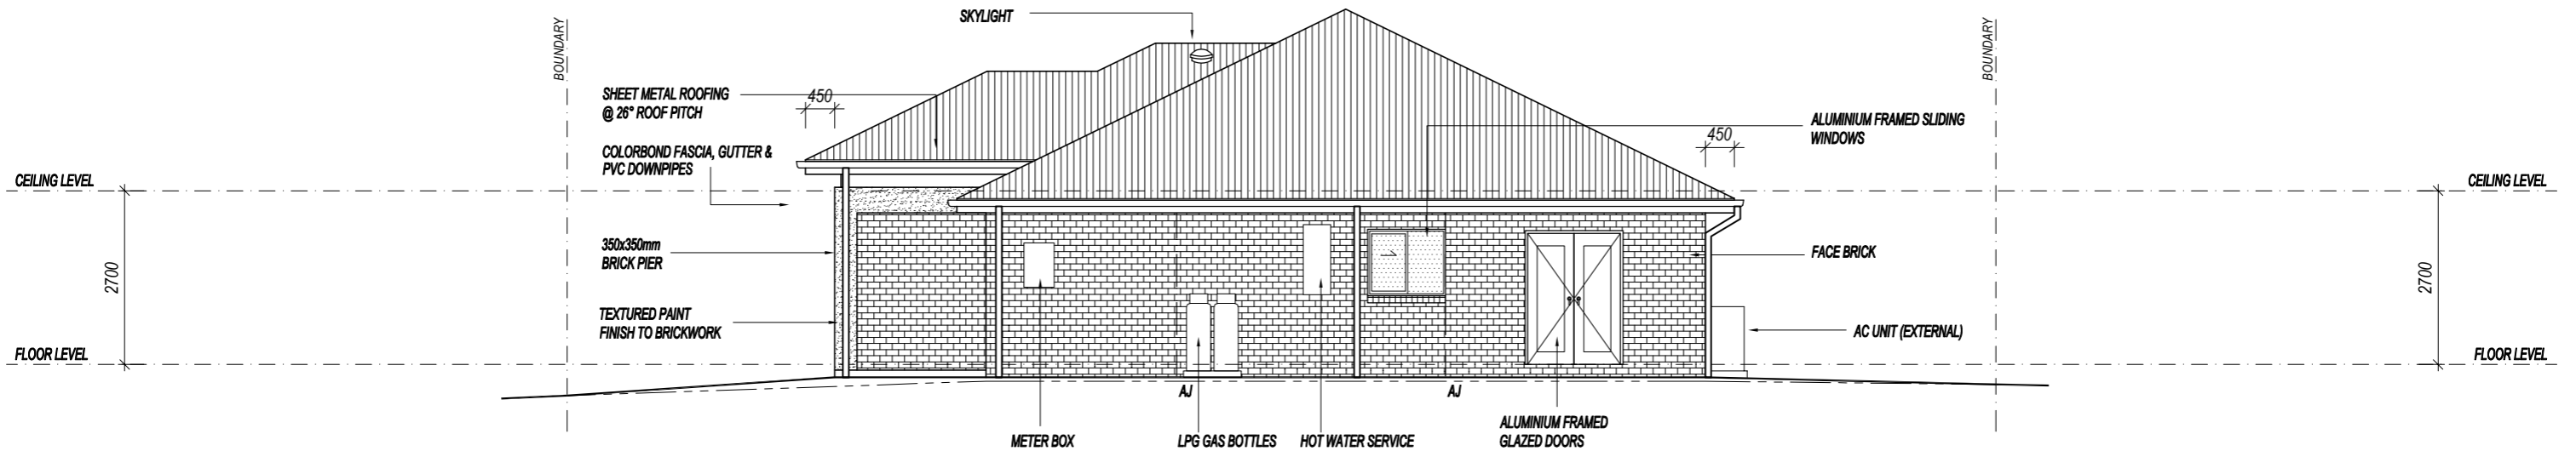 SKYLIGHT
BOUNDARY
BOUNDARY
SHEET METAL ROOFING
@ 26° ROOF PITCH
450
COLORBOND FASCIA, GUTTER &
PVC DOWNPIPES
ALUMINIUM FRAMED SLIDING
WINDOWS
450
CEILING LEVEL
CEILING LEVEL
350x350mm
BRICK PIER
FACE BRICK
2700
2700
TEXTURED PAINT
FINISH TO BRICKWORK
AC UNIT (EXTERNAL)
FLOOR LEVEL
FLOOR LEVEL
AJ
AJ
METER BOX
LPG GAS BOTTLES
HOT WATER SERVICE
ALUMINIUM FRAMED
GLAZED DOORS